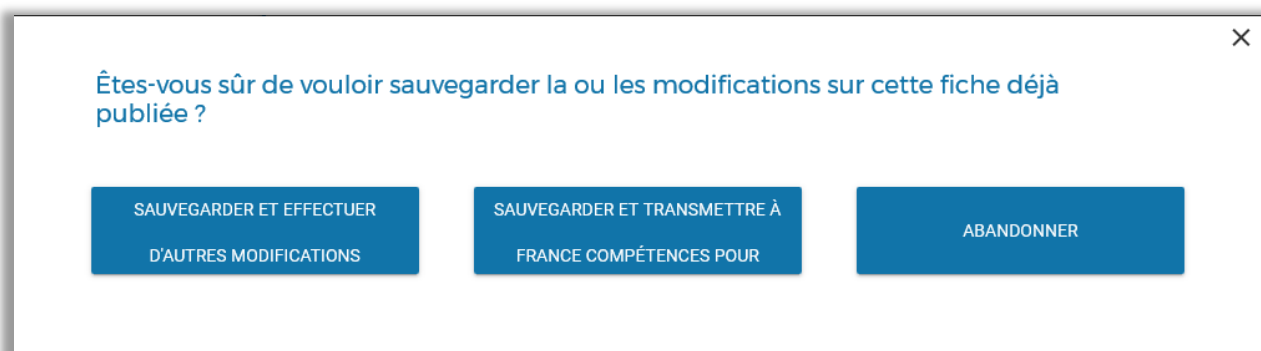 Êtes-vous sûr de vouloir sauvegarder la ou les modifications sur cette fiche déjà
publiée ?
SAUVEGARDER ET EFFECTUER
D'AUTRES MODIFICATIONS
SAUVEGARDER ET TRANSMETTRE À
FRANCE COMPÉTENCES POUR
ABANDONNER